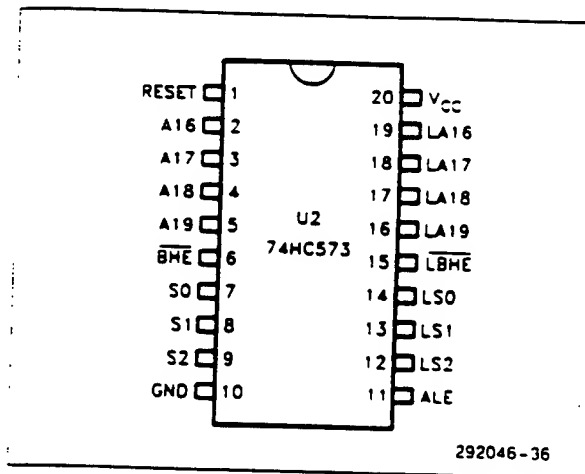 RESET 1 20 VCC
A16 2 19 LA16
A17 3 18 LA17
A18 4 17 LA18
A19 5 16 LA19
U2
74HC573
B̅H̅E̅ 6 15 L̅B̅H̅E̅
S0 7 14 LS0
S1 8 13 LS1
S2 9 12 LS2
GND 10 11 ALE
292046-36